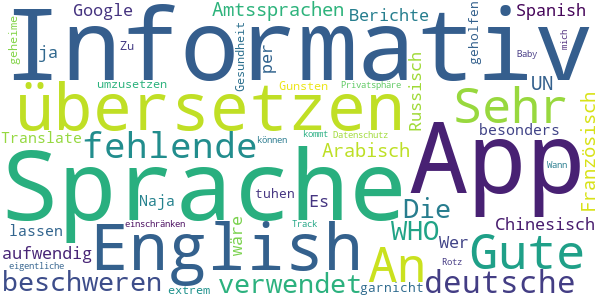 Google Amtssprachen Berichte Spanish
geheime ja Informativ geholfen Zu Baby mich
Gesundheit per
umzusetzen Gunsten Privatsphäre UN
übersetzen Russisch Sehr Französisch
Translate fehlende Arabisch besonders
können kommt Datenschutz Wann
Sprache App
Naja tuhen Es Die Chinesisch
lassen einschränken Track wäre WHO Wer
aufwendig English An Gute
eigentliche Rotz
beschweren extrem verwendet garnicht deutsche